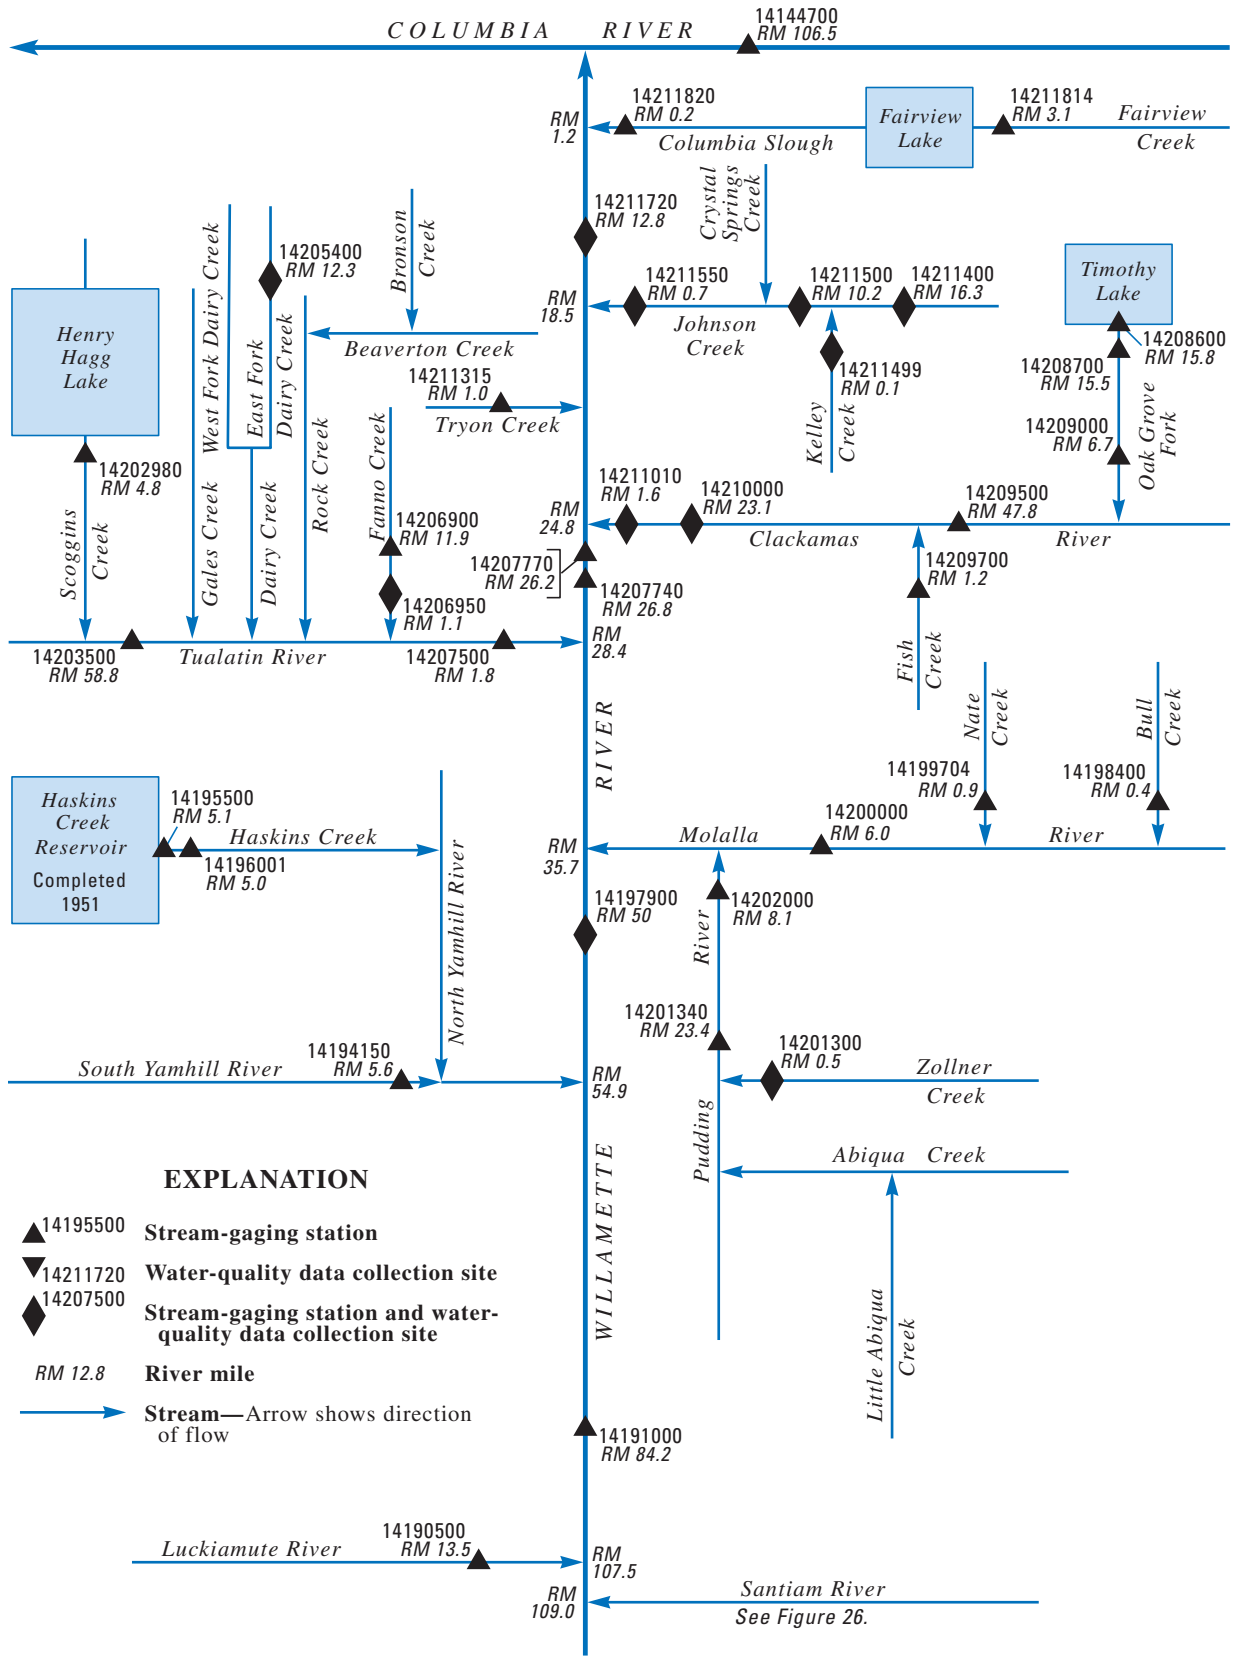 COLUMBIA RIVER
14144700
RM 106.5
14211820
RM 0.2
Columbia Slough
RM
1.2
Fairview
Lake
14211814
RM 3.1
Fairview
Creek
Crystal
Springs
Creek
14211720
RM 12.8
Bronson
Creek
14205400
RM 12.3
West Fork Dairy Creek
East Fork
Dairy Creek
Henry
Hagg
Lake
RM
18.5
14211550
RM 0.7
14211500
RM 10.2
14211400
RM 16.3
Johnson
Creek
Timothy
Lake
14208600
RM 15.8
14208700
RM 15.5
Beaverton Creek
14211315
RM 1.0
Tryon Creek
14211499
RM 0.1
Kelley
Creek
14209000
RM 6.7
Oak Grove
Fork
14202980
RM 4.8
Scoggins
Creek
Gales Creek
Dairy Creek
Rock Creek
Fanno Creek
14206900
RM 11.9
14206950
RM 1.1
RM
24.8
14211010
RM 1.6
14210000
RM 23.1
Clackamas River
14209500
RM 47.8
14207770
RM 26.2
14207740
RM 26.8
14209700
RM 1.2
Fish
Creek
14203500
RM 58.8
Tualatin River
14207500
RM 1.8
RM
28.4
Nate
Creek
Bull
Creek
WILLAMETTE RIVER
Haskins
Creek
Reservoir
Completed
1951
14195500
RM 5.1
Haskins Creek
14196001
RM 5.0
North Yamhill River
RM
35.7
Molalla River
14200000
RM 6.0
14199704
RM 0.9
14198400
RM 0.4
14197900
RM 50
14202000
RM 8.1
Pudding River
14201340
RM 23.4
14201300
RM 0.5
Zollner
Creek
South Yamhill River
14194150
RM 5.6
RM
54.9
Abiqua Creek
Little Abiqua
Creek
EXPLANATION
14195500 Stream-gaging station
14211720 Water-quality data collection site
14207500 Stream-gaging station and water-
quality data collection site
RM 12.8 River mile
Stream—Arrow shows direction
of flow
14191000
RM 84.2
Luckiamute River
14190500
RM 13.5
RM
107.5
RM
109.0
Santiam River
See Figure 26.